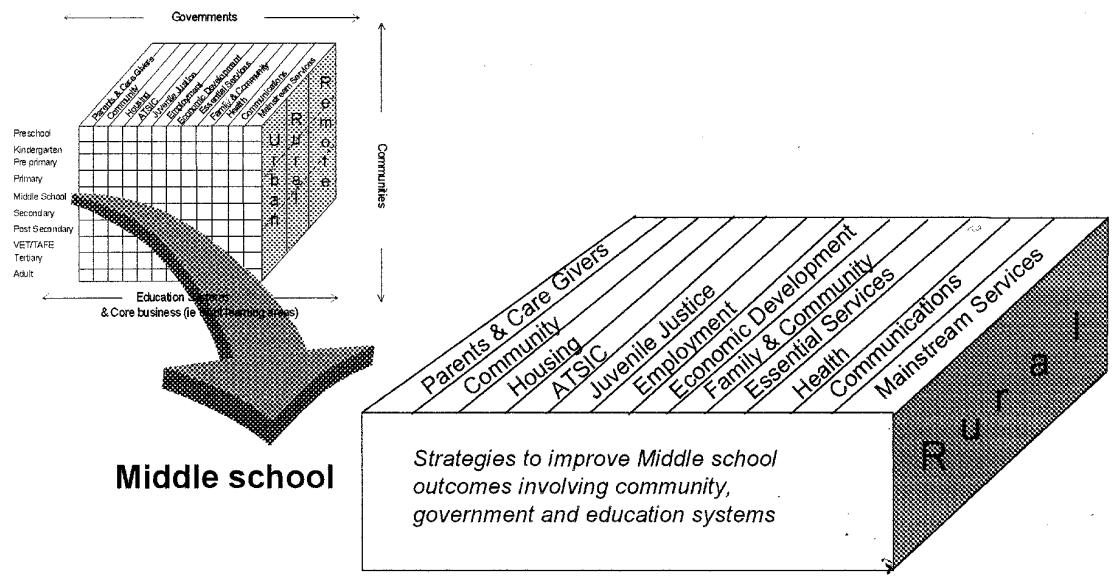 Governments
Parents & Care Givers
Community
Housing
ATSIC
Juvenile Justice
Employment
Economic Development
Essential Services
Family & Community
Health
Communications
Mainstream Services
Urban
Rural
Remote
Preschool
Kindergarten
Pre primary
Primary
Middle School
Secondary
Post Secondary
VET/TAFE
Tertiary
Adult
Communities
Education
& Core business (ie learning areas)
Middle school
Parents & Care Givers
Community
Housing
ATSIC
Juvenile Justice
Employment
Economic Development
Family & Community
Essential Services
Health
Communications
Mainstream Services
Rural
Strategies to improve Middle school
outcomes involving community,
government and education systems